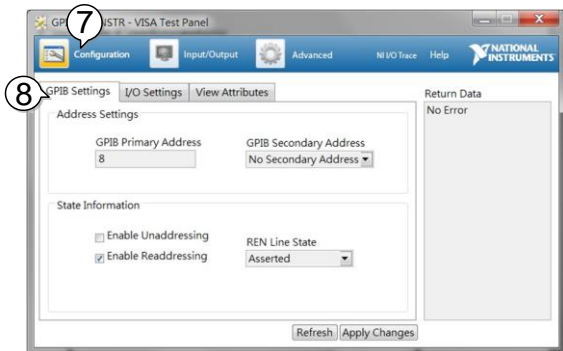 GP
7
NSTR - VISA Test Panel
Configuration
Input/Output
Advanced
NI I/O Trace
Help
NATIONAL
INSTRUMENTS
8
GPIB Settings
I/O Settings
View Attributes
Return Data
No Error
Address Settings
GPIB Primary Address
8
GPIB Secondary Address
No Secondary Address
State Information
Enable Unaddressing
Enable Readdressing
REN Line State
Asserted
Refresh
Apply Changes